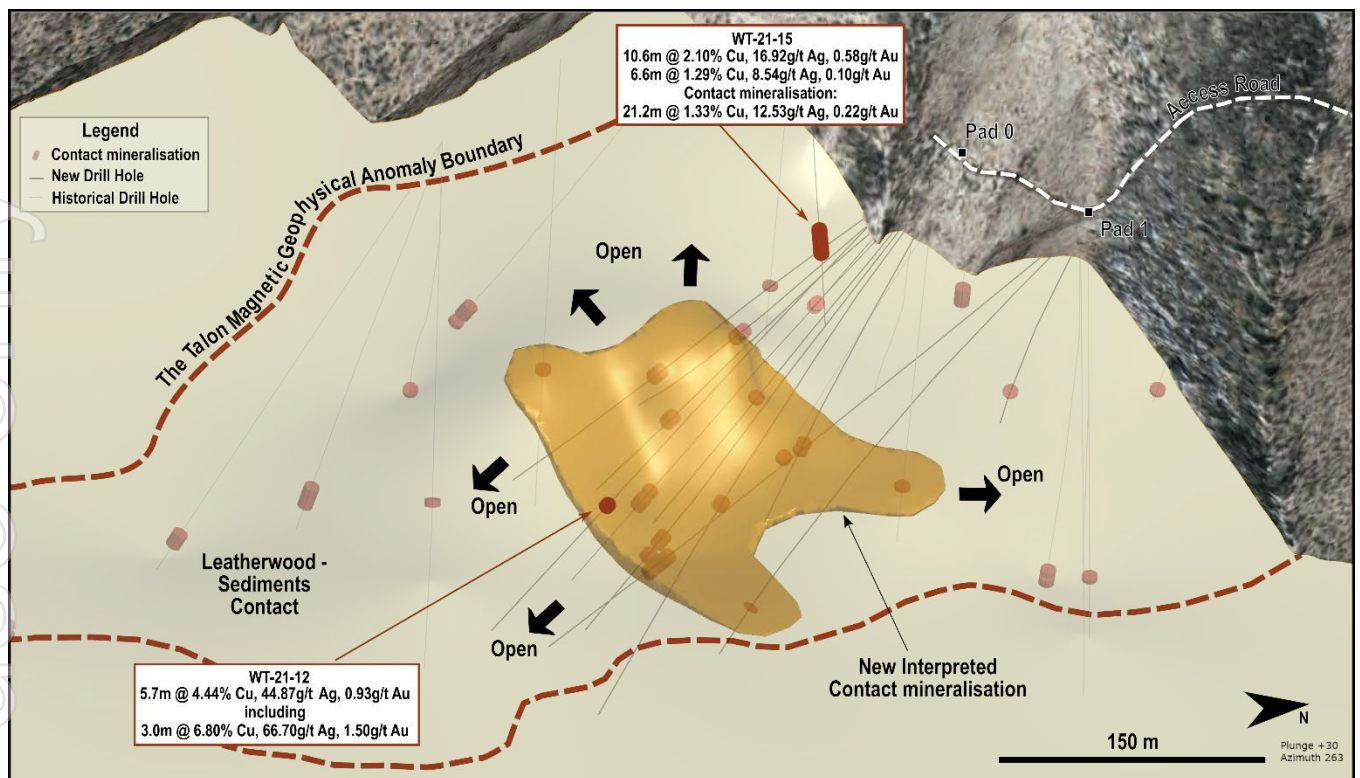 WT-21-15
10.6m @ 2.10% Cu, 16.92g/t Ag, 0.58g/t Au
6.6m @ 1.29% Cu, 8.54g/t Ag, 0.10g/t Au
Contact mineralisation:
21.2m @ 1.33% Cu, 12.53g/t Ag, 0.22g/t Au
Legend
Contact mineralisation
New Drill Hole
Historical Drill Hole
The Talon Magnetic Geophysical Anomaly Boundary
Access Road
Pad 0
Pad 1
Open
Open
Open
Open
Leatherwood -
Sediments
Contact
New Interpreted
Contact mineralisation
WT-21-12
5.7m @ 4.44% Cu, 44.87g/t Ag, 0.93g/t Au
including
3.0m @ 6.80% Cu, 66.70g/t Ag, 1.50g/t Au
N
150 m
Plunge +30
Azimuth 263